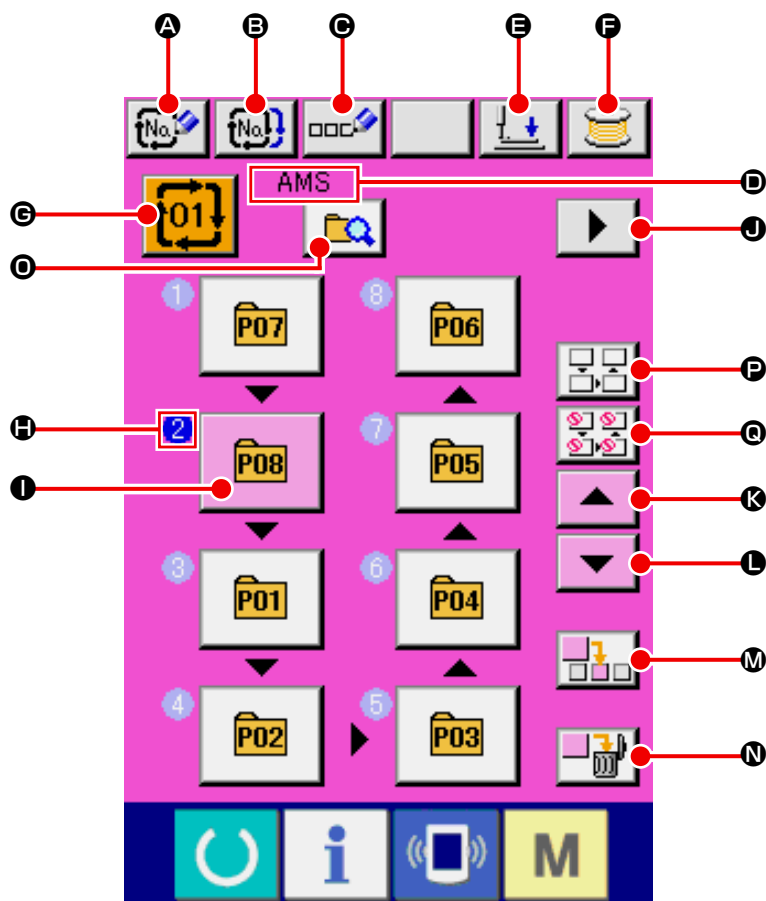 A B C E F
No. No.
AMS D
G 01 J
O
1 P07 8 P06
P
H 2 P08 7 P05 Q
I K
3 P01 6 P04 L
M
4 P02 5 P03 N
i M